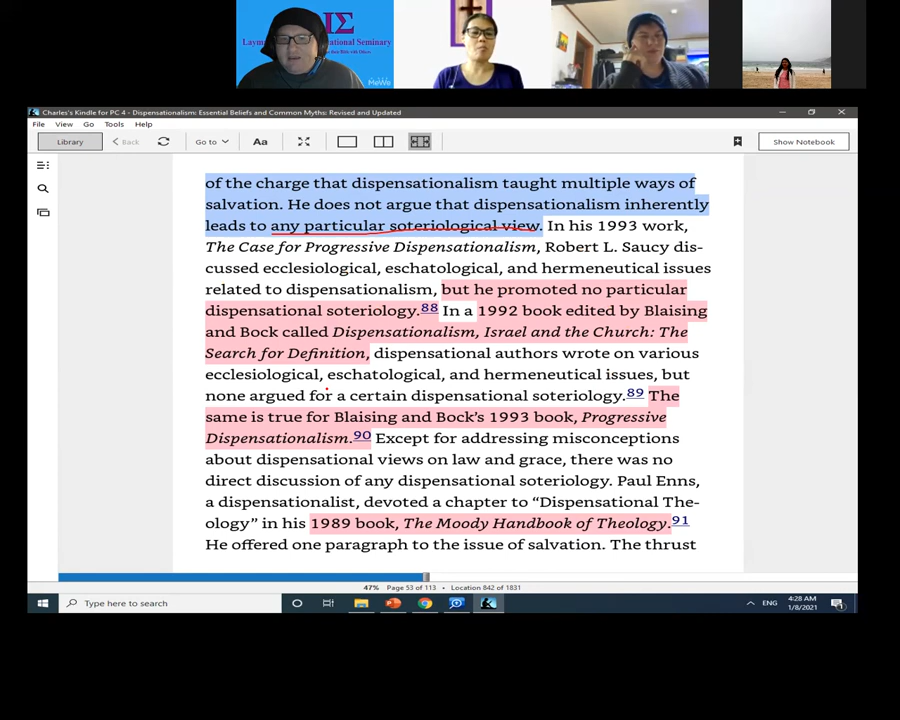 IΣ
Laym
ational Seminary
MeWe
Charles's Kindle for PC 4 - Dispensationalism: Essential Beliefs and Common Myths: Revised and Updated
File View Go Tools Help
Library Back Go to Aa Show Notebook
of the charge that dispensationalism taught multiple ways of
salvation. He does not argue that dispensationalism inherently
leads to any particular soteriological view. In his 1993 work,
The Case for Progressive Dispensationalism, Robert L. Saucy dis-
cussed ecclesiological, eschatological, and hermeneutical issues
related to dispensationalism, but he promoted no particular
dispensational soteriology.88 In a 1992 book edited by Blaising
and Bock called Dispensationalism, Israel and the Church: The
Search for Definition, dispensational authors wrote on various
ecclesiological, eschatological, and hermeneutical issues, but
none argued for a certain dispensational soteriology.89 The
same is true for Blaising and Bock's 1993 book, Progressive
Dispensationalism.90 Except for addressing misconceptions
about dispensational views on law and grace, there was no
direct discussion of any dispensational soteriology. Paul Enns,
a dispensationalist, devoted a chapter to “Dispensational The-
ology” in his 1989 book, The Moody Handbook of Theology.91
He offered one paragraph to the issue of salvation. The thrust
47% Page 53 of 113 • Location 842 of 1831
Type here to search
ENG
4:28 AM
1/8/2021
1